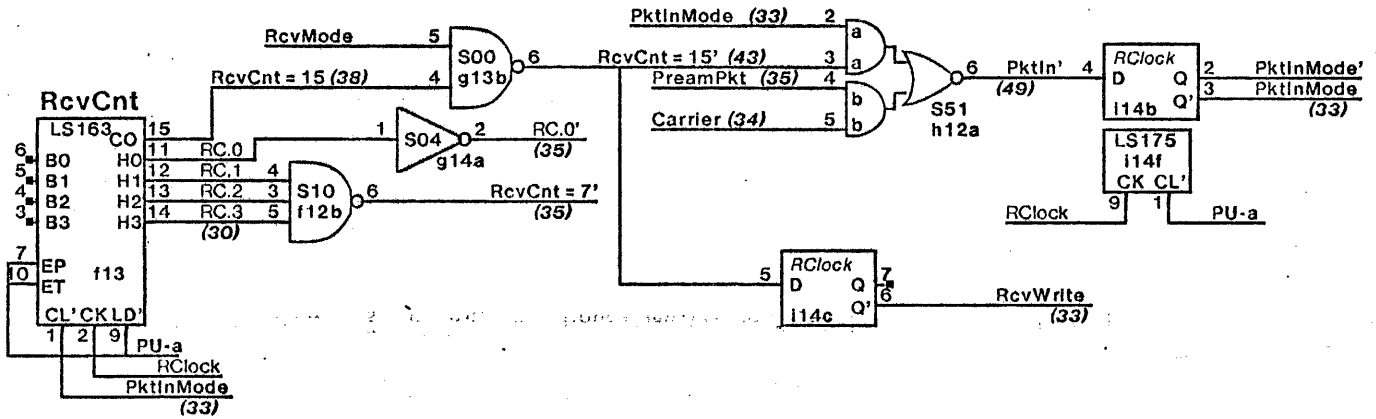 PktInMode (33) 2
a
a
RcvMode 5
S00
g13b
6
RcvCnt = 15' (43) 3
RcvCnt = 15 (38) 4
PreamPkt (35) 4
b
b
Carrier (34) 5
6
S51
h12a
PktIn' 4
(49)
RClock
D Q
Q'
i14b
2 PktInMode'
3 PktInMode
(33)
LS175
i14f
CK CL'
9 1
RClock
PU-a
RcvCnt
LS163
CO 15
6 B0 H0 11 RC.0
5 B1 H1 12 RC.1 4
4 B2 H2 13 RC.2 3
3 B3 H3 14 RC.3 5
(30)
7 EP
10 ET
f13
CL' CK LD'
1 2 9
PU-a
RClock
PktInMode
(33)
1 S04 2 RC.0'
g14a (35)
S10
f12b
6 RcvCnt = 7'
(35)
5
RClock
D Q 7
Q' 6
i14c
RcvWrite
(33)